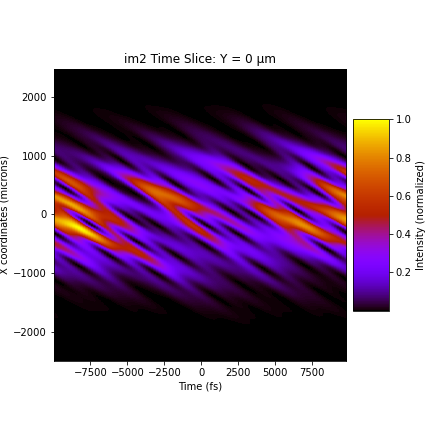 im2 Time Slice: Y = 0 µm
X coordinates (microns)
2000
1000
0
−1000
−2000
−7500 −5000 −2500 0 2500 5000 7500
Time (fs)
1.0
0.8
0.6
0.4
0.2
Intensity (normalized)